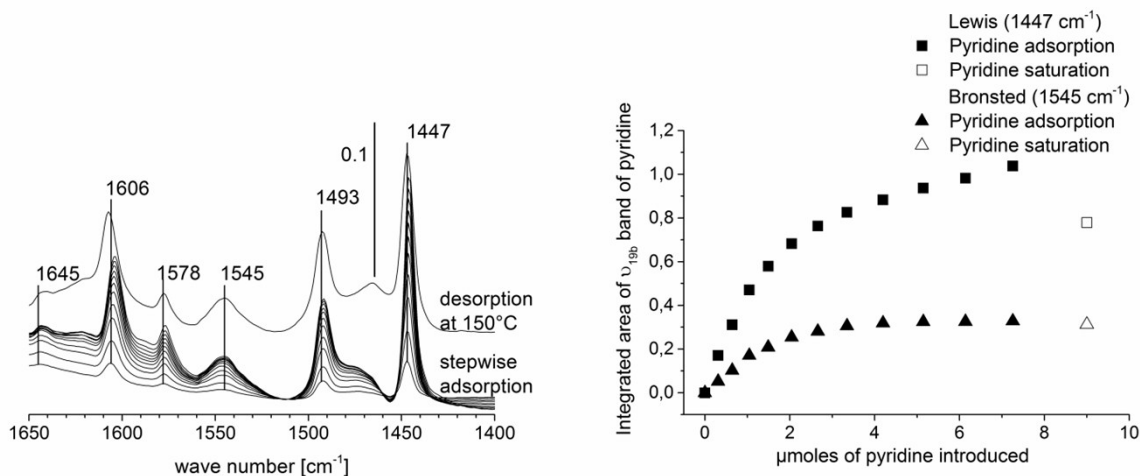 1447
0.1
1606
1493
1645
1578
1545
desorption
at 150°C
stepwise
adsorption
1650 1600 1550 1500 1450 1400
wave number [cm⁻¹]
Lewis (1447 cm⁻¹)
■ Pyridine adsorption
□ Pyridine saturation
Bronsted (1545 cm⁻¹)
▲ Pyridine adsorption
△ Pyridine saturation
Integrated area of υ₁₉b band of pyridine
1,2
1,0
0,8
0,6
0,4
0,2
0,0
0 2 4 6 8 10
µmoles of pyridine introduced